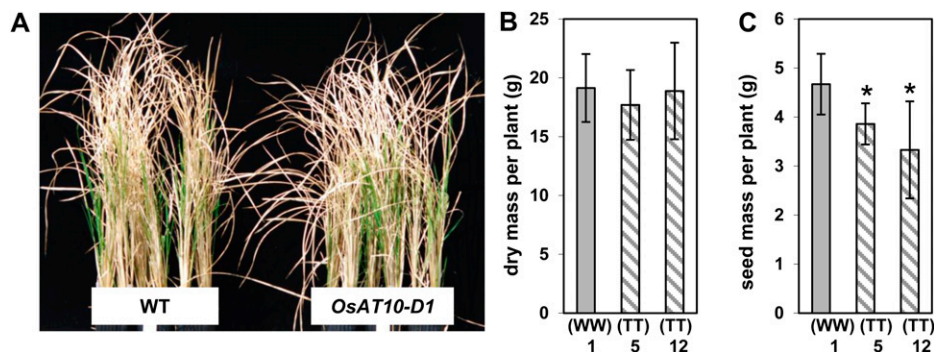 A
WT
OsAT10-D1
B
dry mass per plant (g)
25
20
15
10
5
0
(WW) (TT) (TT)
1 5 12
C
seed mass per plant (g)
6
5
4
3
2
1
0
* *
(WW) (TT) (TT)
1 5 12